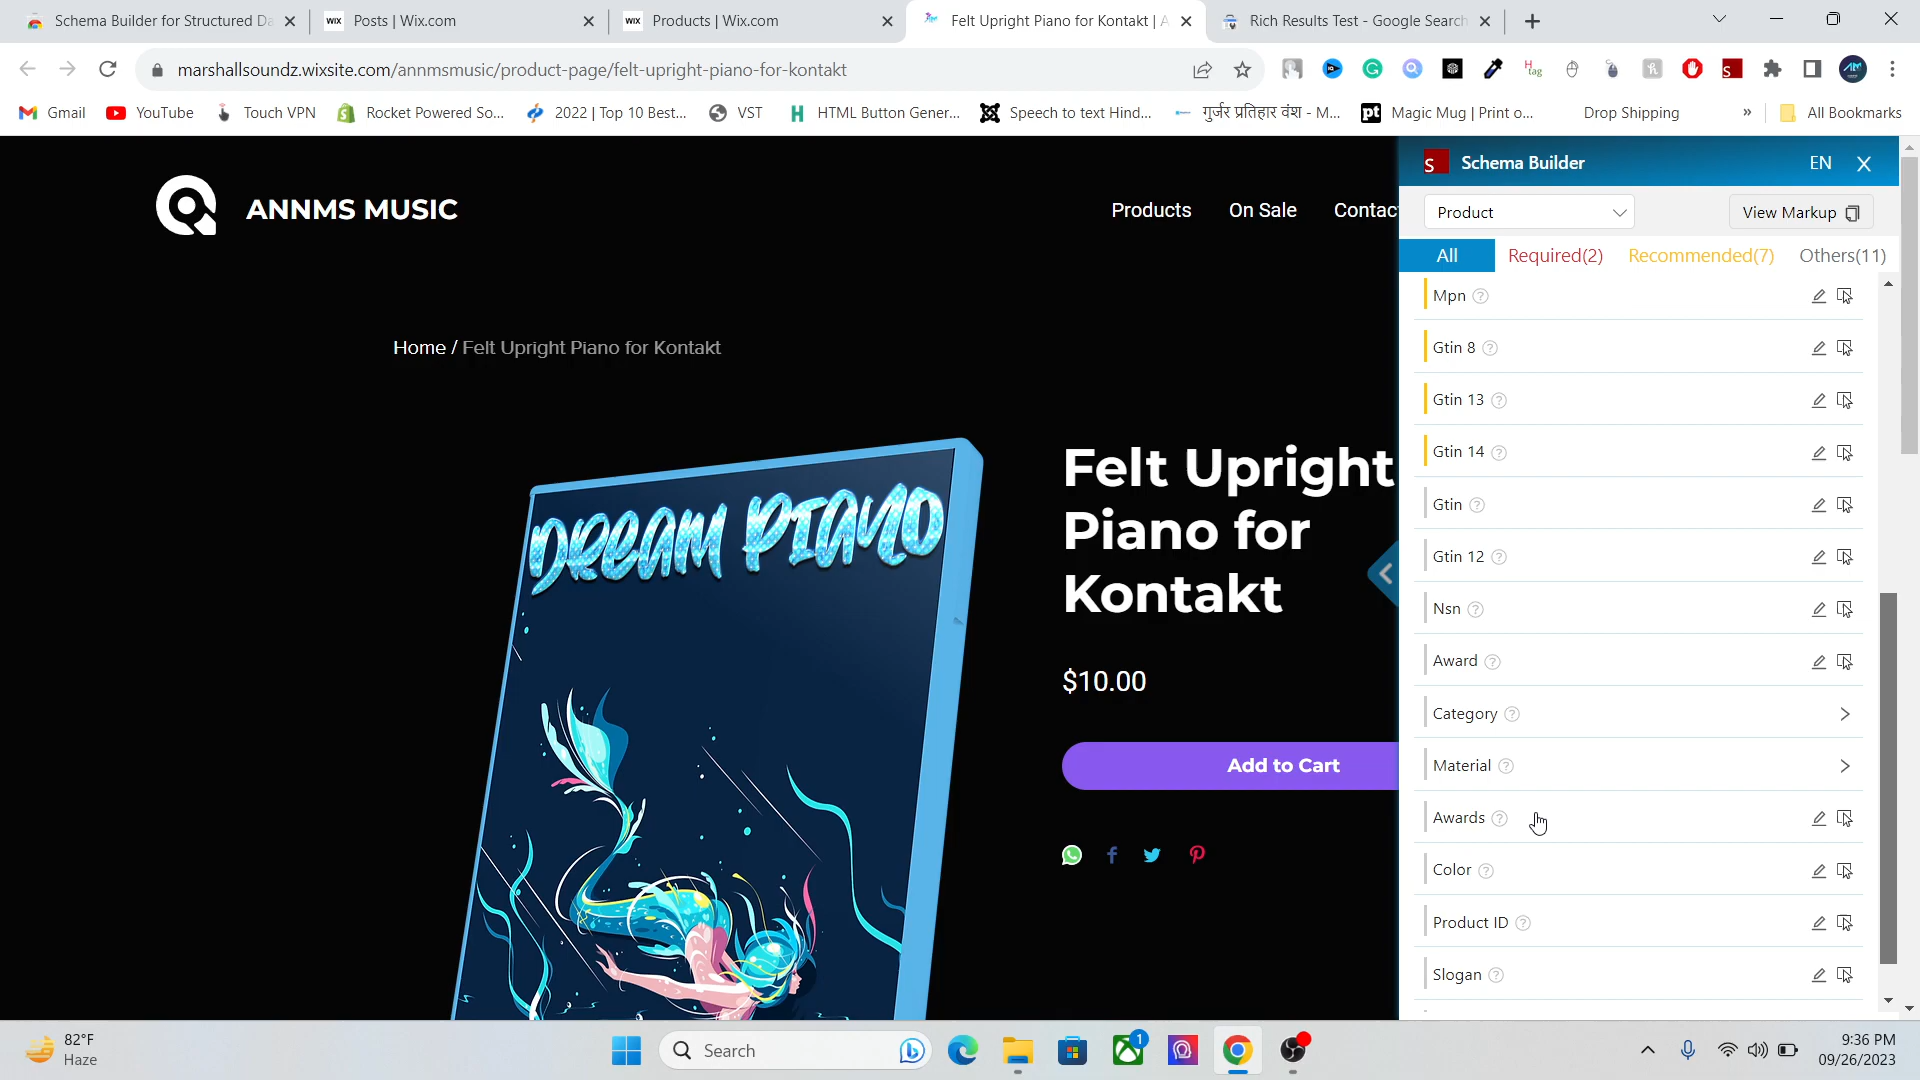 Schema Builder for Structured Da
Posts | Wix.com
Products | Wix.com
Felt Upright Piano for Kontakt | A
Rich Results Test - Google Search
marshallsoundz.wixsite.com/annmsmusic/product-page/felt-upright-piano-for-kontakt
Gmail
YouTube
Touch VPN
Rocket Powered So...
2022 | Top 10 Best...
VST
HTML Button Gener...
Speech to text Hind...
गुर्जर प्रतिहार वंश - M...
Magic Mug | Print o...
Drop Shipping
»
All Bookmarks
ANNMS MUSIC
Products
On Sale
Contac
Home / Felt Upright Piano for Kontakt
DREAM PIANO
Felt Upright
Piano for
Kontakt
$10.00
Add to Cart
S Schema Builder
EN X
Product
View Markup
All
Required(2)
Recommended(7)
Others(11)
Mpn
Gtin 8
Gtin 13
Gtin 14
Gtin
Gtin 12
Nsn
Award
Category
Material
Awards
Color
Product ID
Slogan
82°F
Haze
Search
1
9:36 PM
09/26/2023